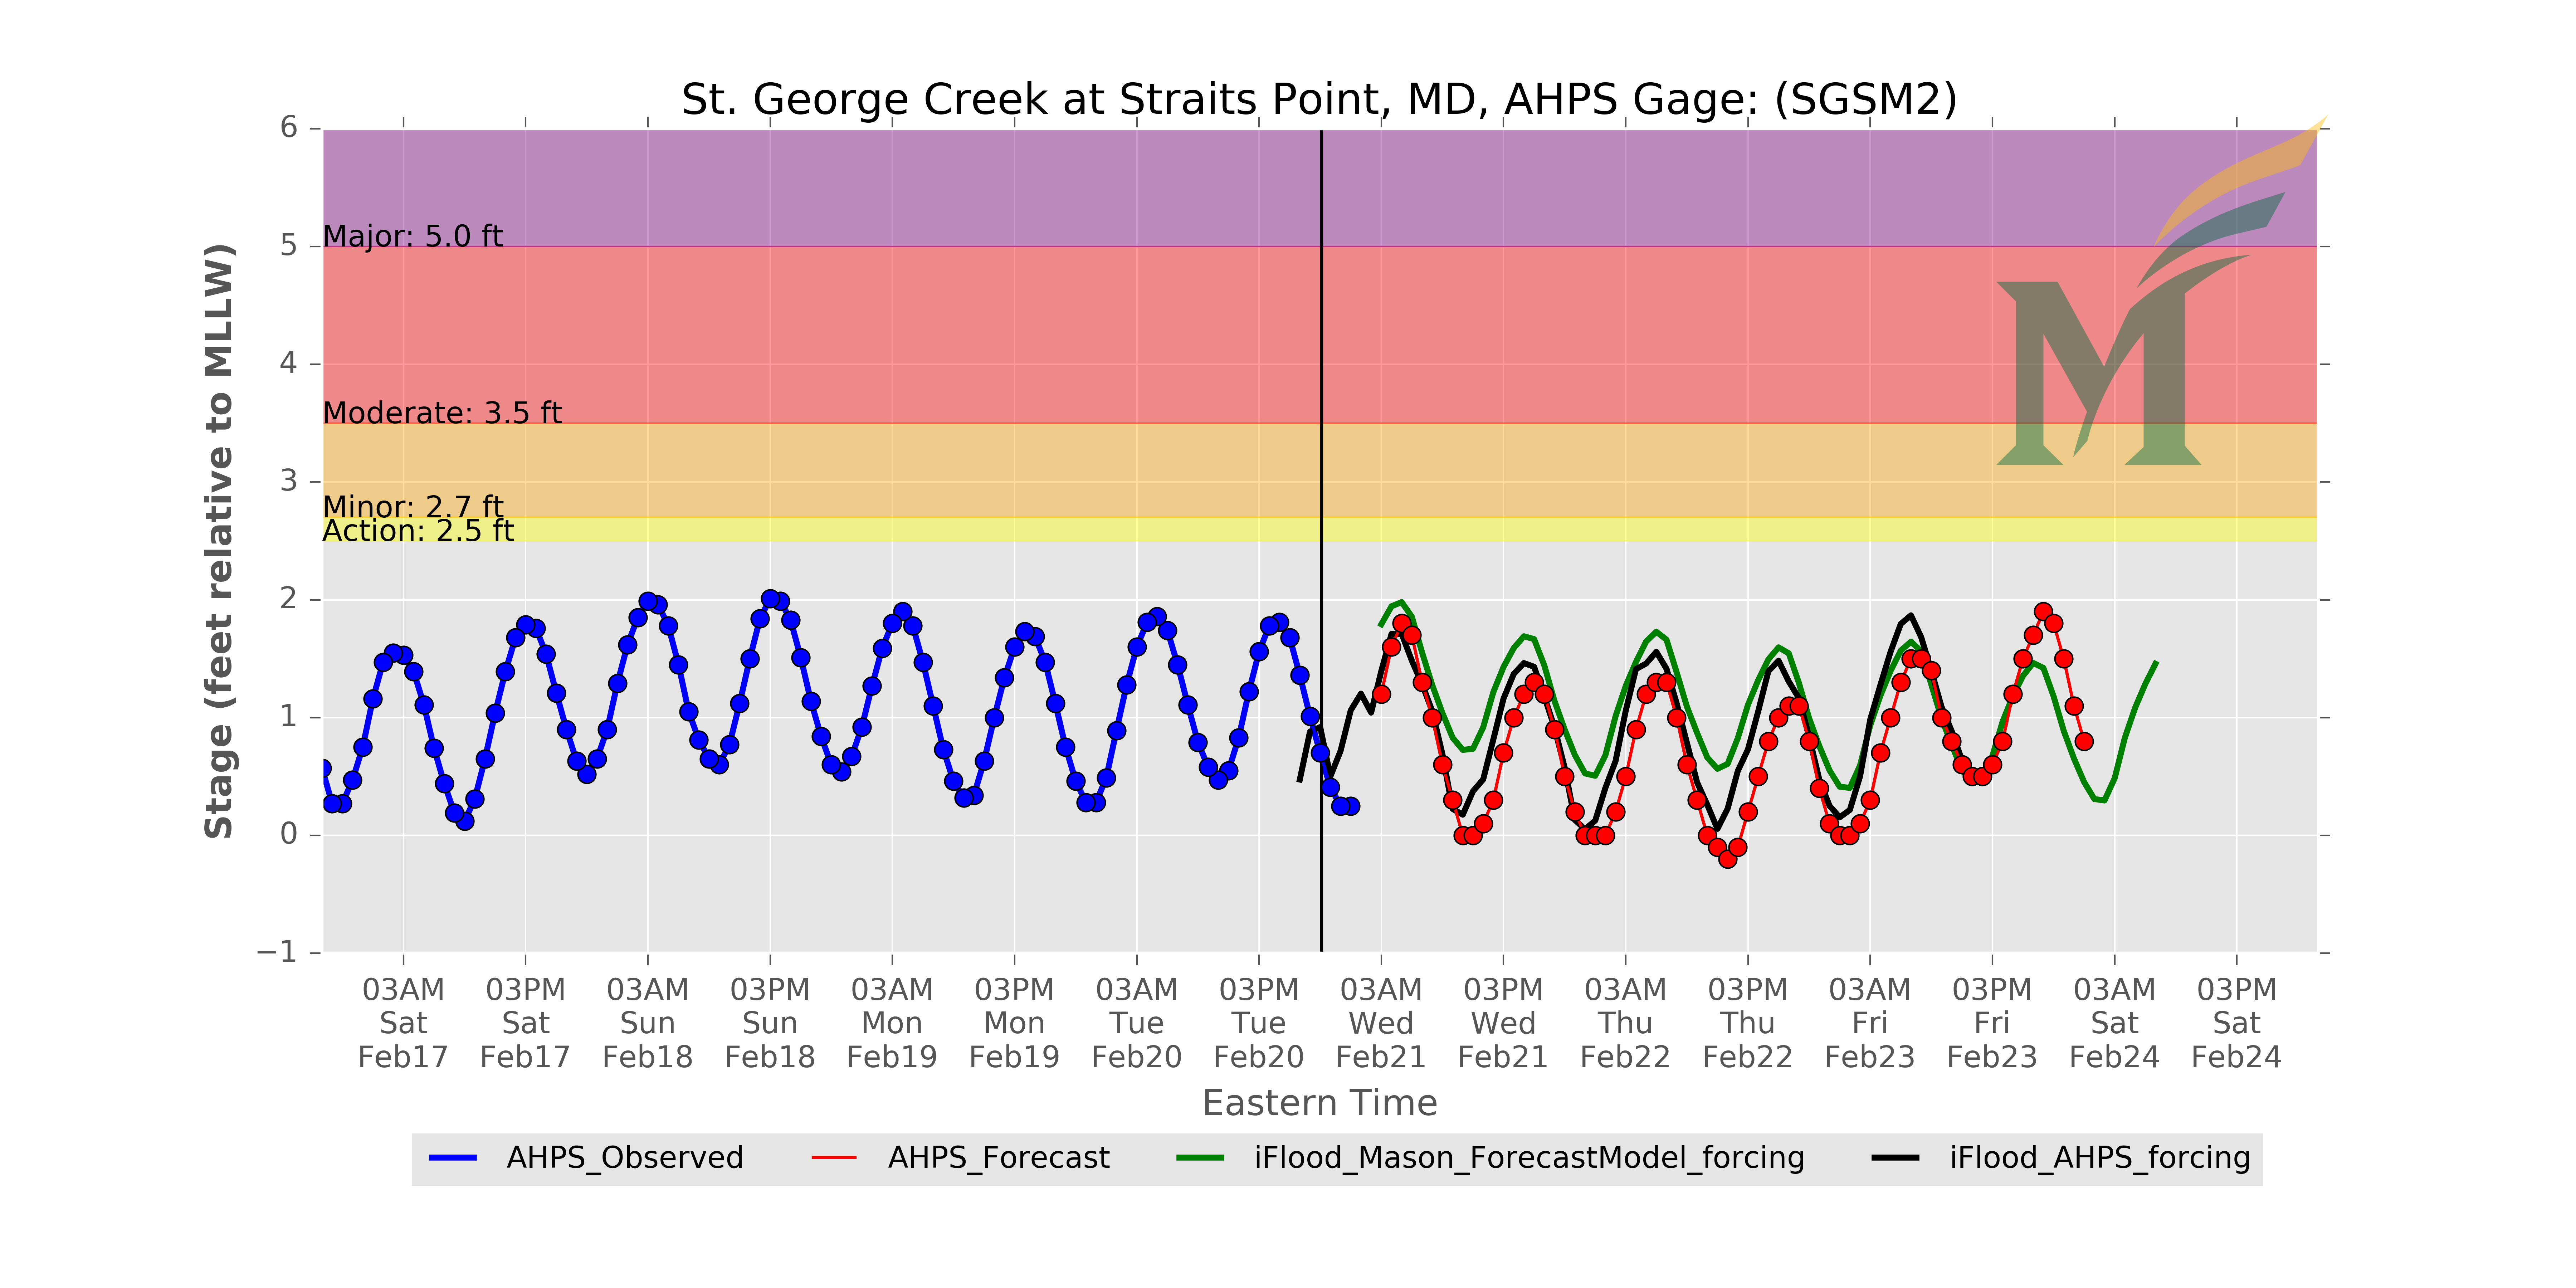 St. George Creek at Straits Point, MD, AHPS Gage: (SGSM2)
Stage (feet relative to MLLW)
6
5
4
3
2
1
0
−1
Major: 5.0 ft
Moderate: 3.5 ft
Minor: 2.7 ft
Action: 2.5 ft
M
03AM 03PM 03AM 03PM 03AM 03PM 03AM 03PM 03AM 03PM 03AM 03PM 03AM 03PM 03AM 03PM
Sat Sat Sun Sun Mon Mon Tue Tue Wed Wed Thu Thu Fri Fri Sat Sat
Feb17 Feb17 Feb18 Feb18 Feb19 Feb19 Feb20 Feb20 Feb21 Feb21 Feb22 Feb22 Feb23 Feb23 Feb24 Feb24
Eastern Time
AHPS_Observed AHPS_Forecast iFlood_Mason_ForecastModel_forcing iFlood_AHPS_forcing